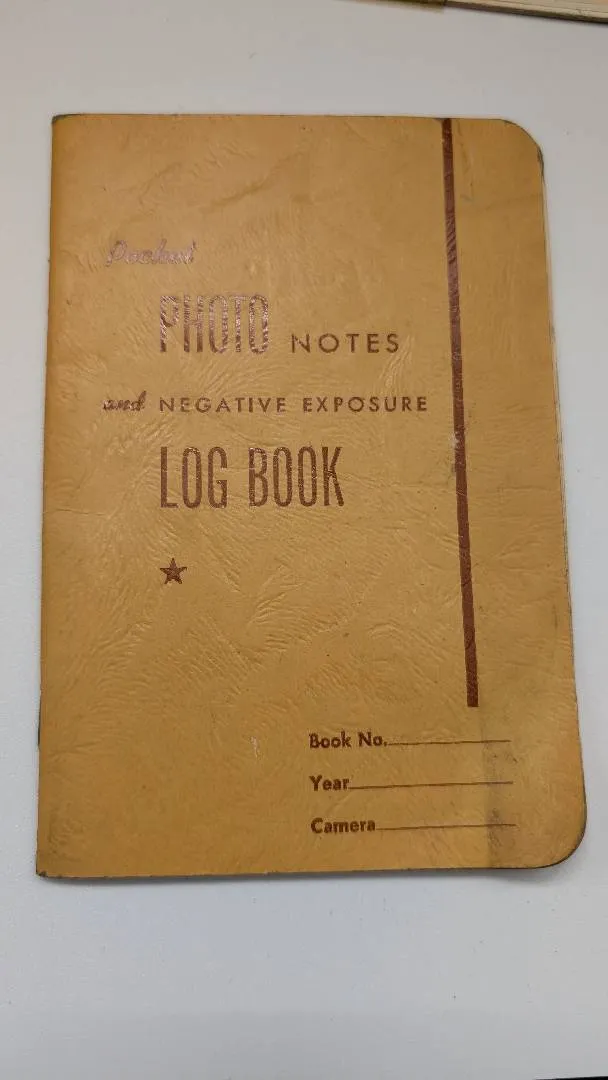 Pocket
PHOTO NOTES
and NEGATIVE EXPOSURE
LOG BOOK
Book No.
Year
Camera